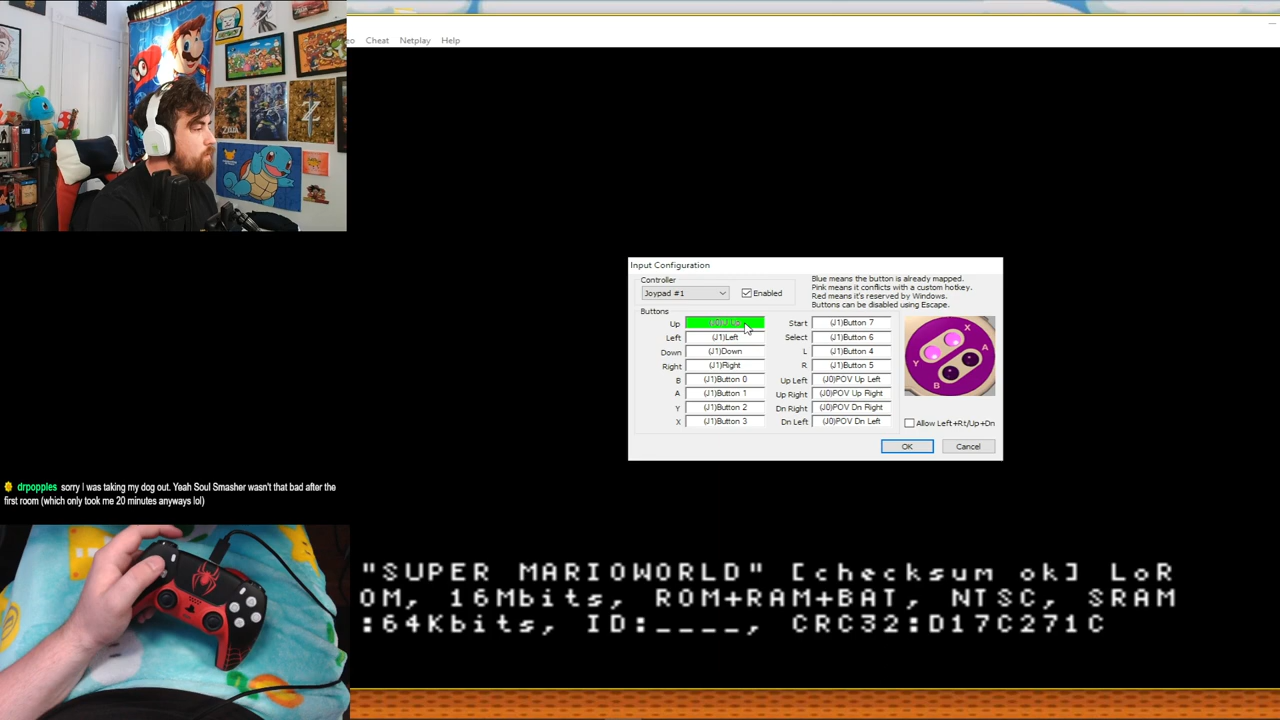 Cheat Netplay Help
Input Configuration
Controller
Joypad #1
Enabled
Blue means the button is already mapped.
Pink means it conflicts with a custom hotkey.
Red means it's reserved by Windows.
Buttons can be disabled using Escape.
Buttons
Up
Left (J1)Left
Down (J1)Down
Right (J1)Right
B (J1)Button 0
A (J1)Button 1
Y (J1)Button 2
X (J1)Button 3
Start (J1)Button 7
Select (J1)Button 6
L (J1)Button 4
R (J1)Button 5
Up Left (J0)POV Up Left
Up Right (J0)POV Up Right
Dn Right (J0)POV Dn Right
Dn Left (J0)POV Dn Left
X
Y
A
B
Allow Left+Rt/Up+Dn
OK Cancel
drpopples sorry I was taking my dog out. Yeah Soul Smasher wasn't that bad after the
first room (which only took me 20 minutes anyways lol)
"SUPER MARIOWORLD" [checksum ok] LoR
OM, 16Mbits, ROM+RAM+BAT, NTSC, SRAM
:64Kbits, ID:____, CRC32:D17C271C